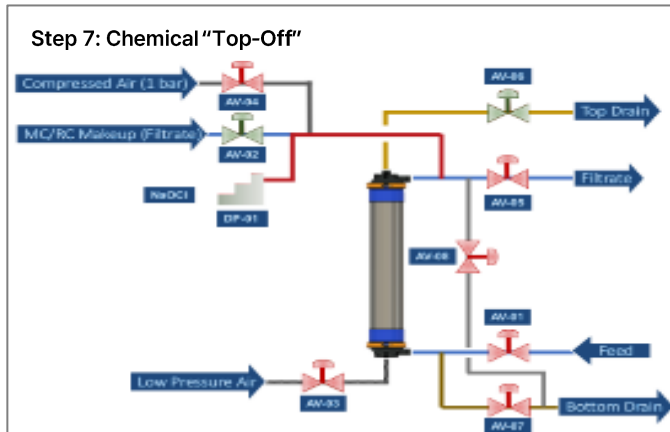 Step 7: Chemical “Top-Off”
Compressed Air (1 bar)
AV-04
MC/RC Makeup (Filtrate)
AV-02
NaOCl
DP-01
AV-06
Top Drain
Filtrate
AV-05
AV-08
AV-01
Feed
Low Pressure Air
AV-03
Bottom Drain
AV-07